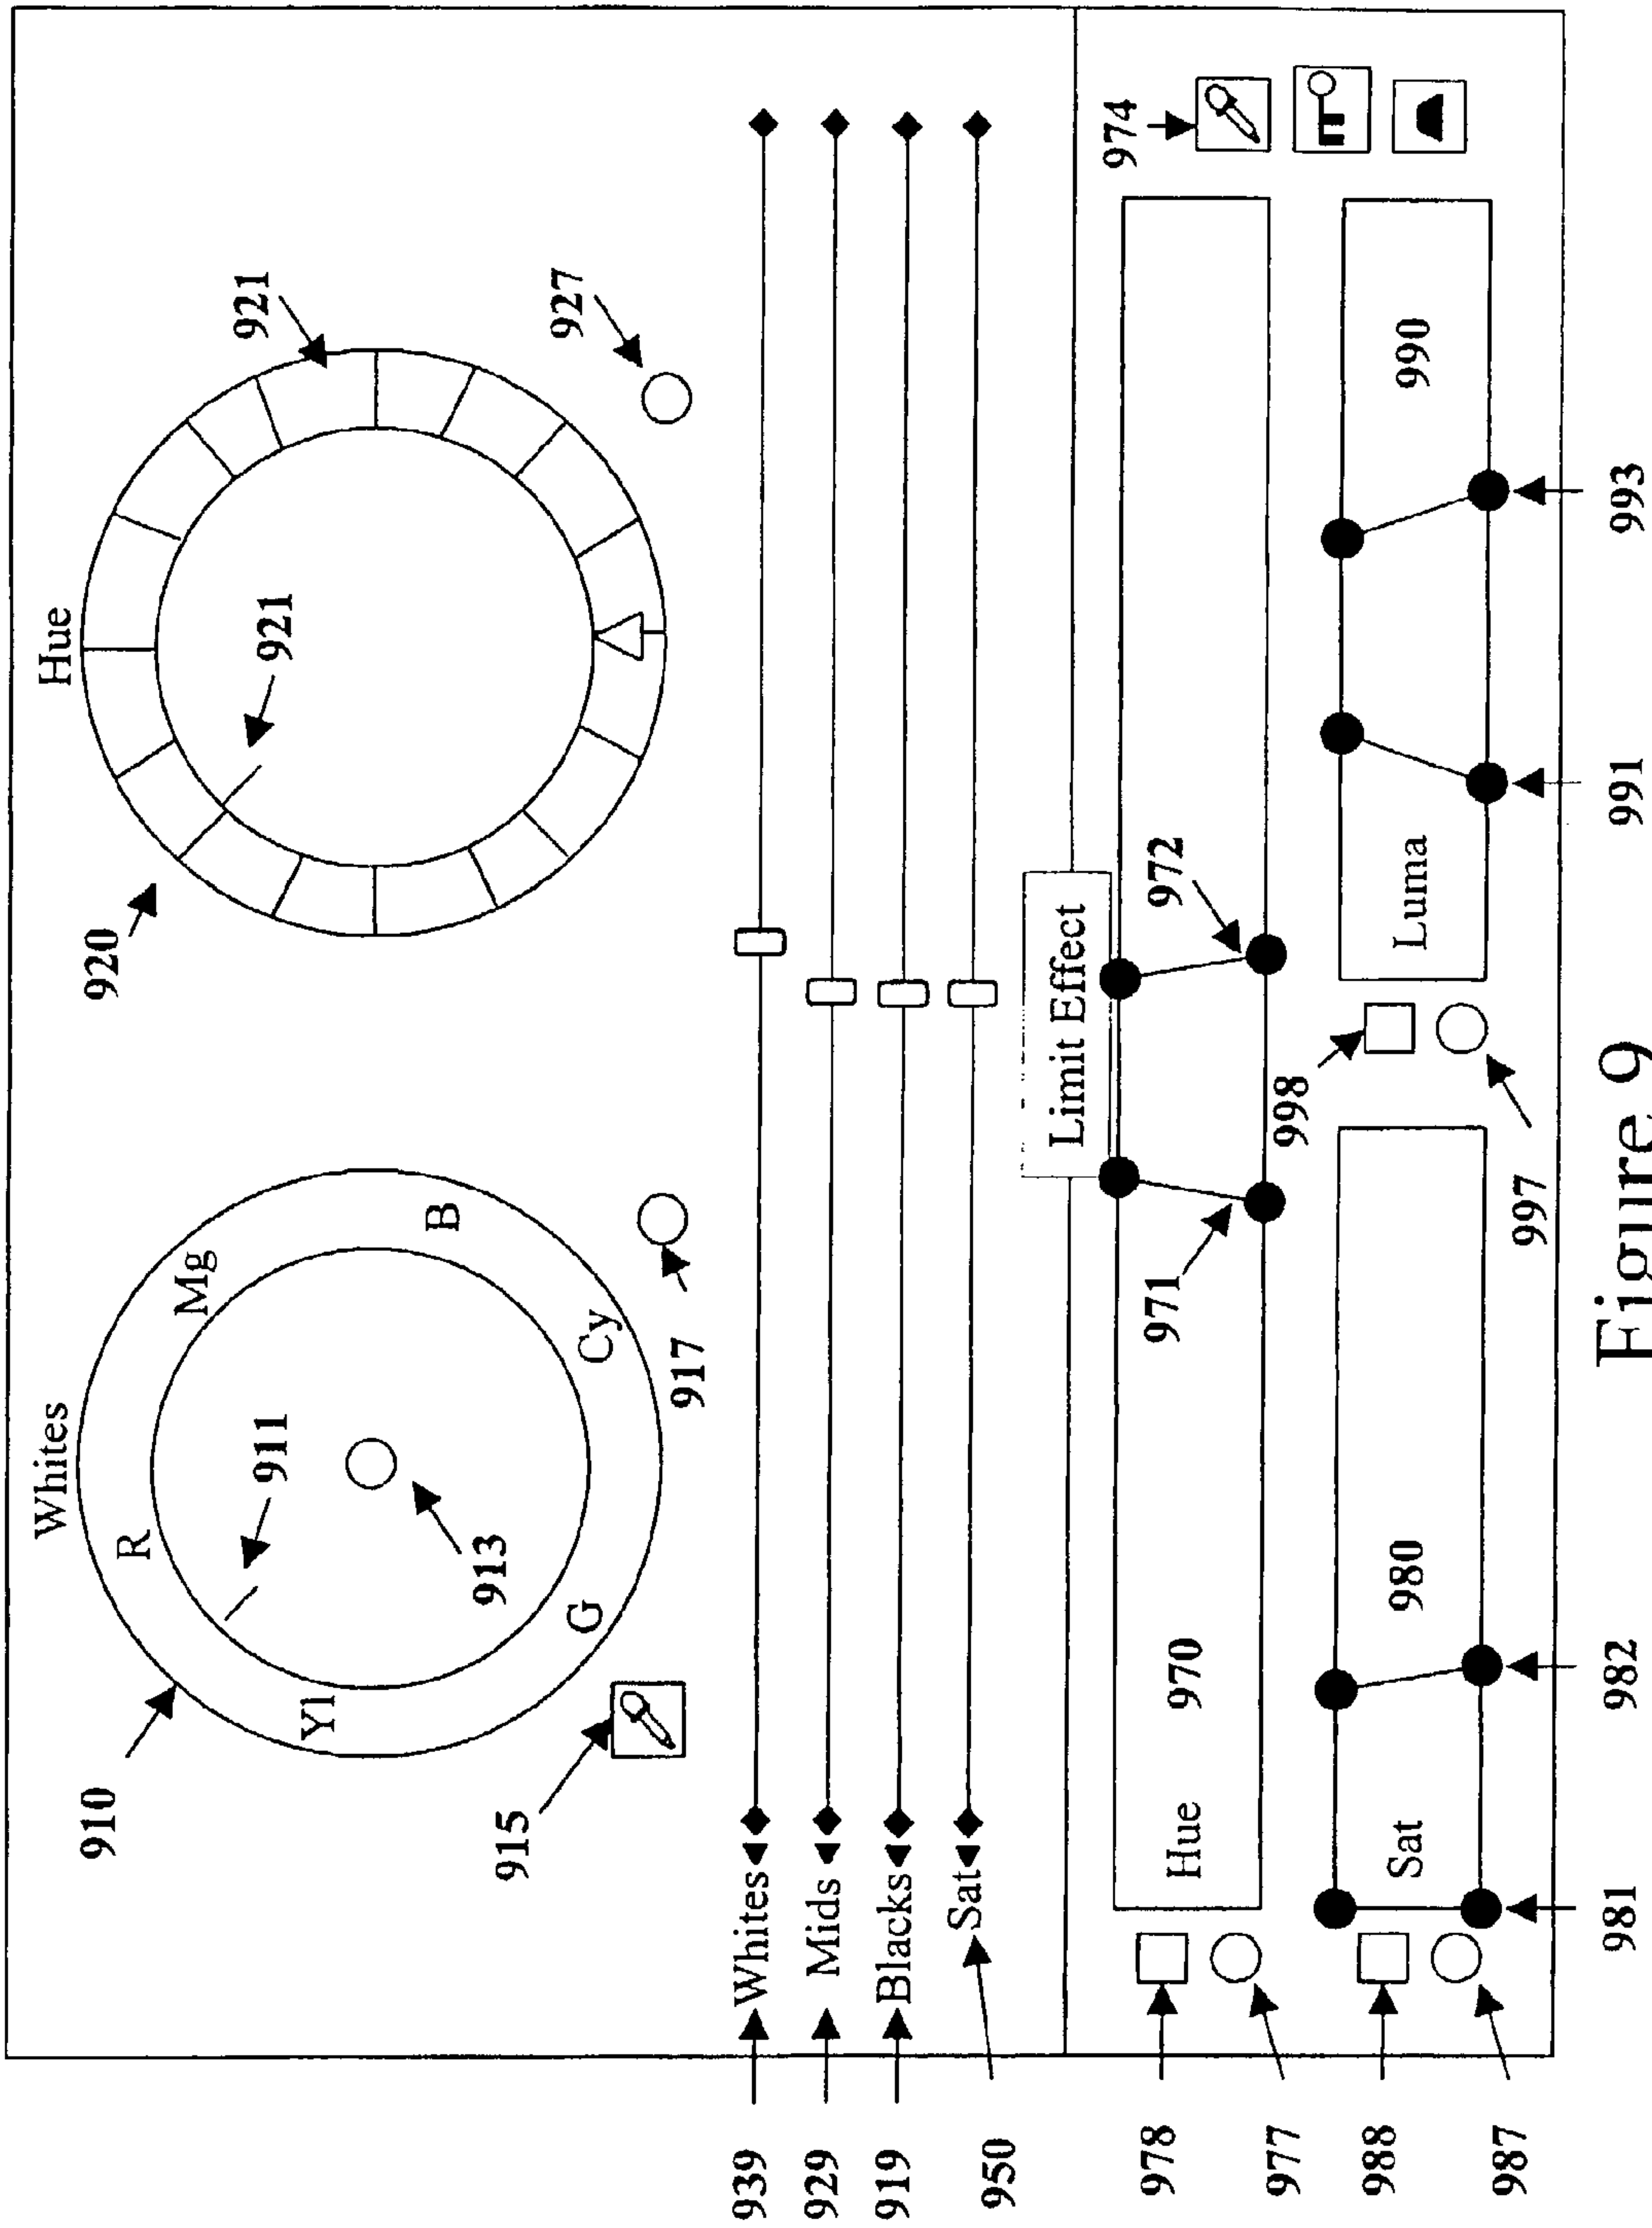 Whites
Hue
910
R
Mg
911
920
921
921
Yl
B
913
915
G
Cy
917
927
939
Whites
929
Mids
919
Blacks
950
Sat
Limit Effect
974
978
Hue
970
971
972
977
998
988
Sat
980
Luma
990
987
997
981
982
991
993
Figure 9